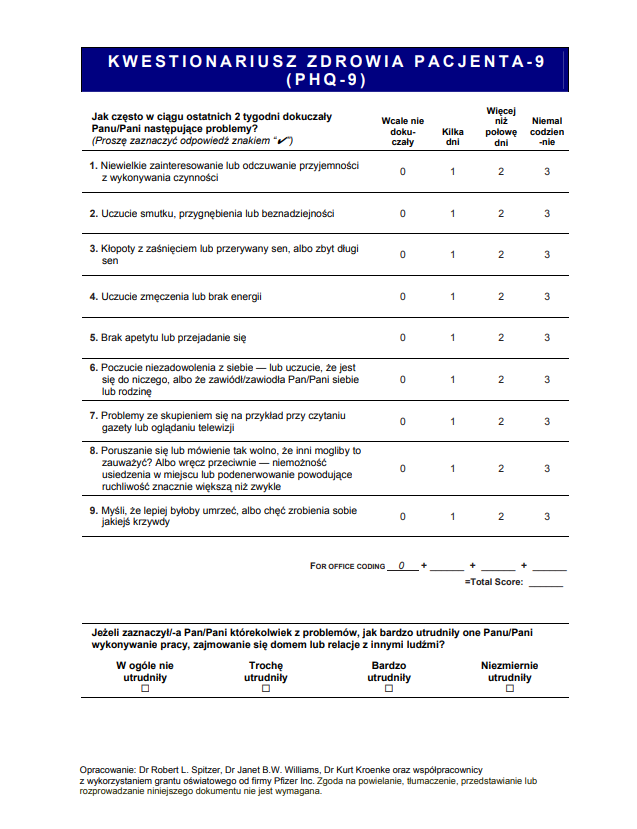 KWESTIONARIUSZ ZDROWIA PACJENTA-9
(PHQ-9)
Jak często w ciągu ostatnich 2 tygodni dokuczały
Panu/Pani następujące problemy?
(Proszę zaznaczyć odpowiedź znakiem "✔")
Wcale nie
doku-
czały
Kilka
dni
Więcej
niż
połowę
dni
Niemal
codzien
-nie
1. Niewielkie zainteresowanie lub odczuwanie przyjemności
z wykonywania czynności
0 1 2 3
2. Uczucie smutku, przygnębienia lub beznadziejności
0 1 2 3
3. Kłopoty z zaśnięciem lub przerywany sen, albo zbyt długi
sen
0 1 2 3
4. Uczucie zmęczenia lub brak energii
0 1 2 3
5. Brak apetytu lub przejadanie się
0 1 2 3
6. Poczucie niezadowolenia z siebie — lub uczucie, że jest
się do niczego, albo że zawiódł/zawiodła Pan/Pani siebie
lub rodzinę
0 1 2 3
7. Problemy ze skupieniem się na przykład przy czytaniu
gazety lub oglądaniu telewizji
0 1 2 3
8. Poruszanie się lub mówienie tak wolno, że inni mogliby to
zauważyć? Albo wręcz przeciwnie — niemożność
usiedzenia w miejscu lub podenerwowanie powodujące
ruchliwość znacznie większą niż zwykle
0 1 2 3
9. Myśli, że lepiej byłoby umrzeć, albo chęć zrobienia sobie
jakiejś krzywdy
0 1 2 3
FOR OFFICE CODING 0 + ______ + ______ + ______
=Total Score: ______
Jeżeli zaznaczył/-a Pan/Pani którekolwiek z problemów, jak bardzo utrudniły one Panu/Pani
wykonywanie pracy, zajmowanie się domem lub relacje z innymi ludźmi?
W ogóle nie
utrudniły
☐
Trochę
utrudniły
☐
Bardzo
utrudniły
☐
Niezmiernie
utrudniły
☐
Opracowanie: Dr Robert L. Spitzer, Dr Janet B.W. Williams, Dr Kurt Kroenke oraz współpracownicy
z wykorzystaniem grantu oświatowego od firmy Pfizer Inc. Zgoda na powielanie, tłumaczenie, przedstawianie lub
rozprowadzanie niniejszego dokumentu nie jest wymagana.